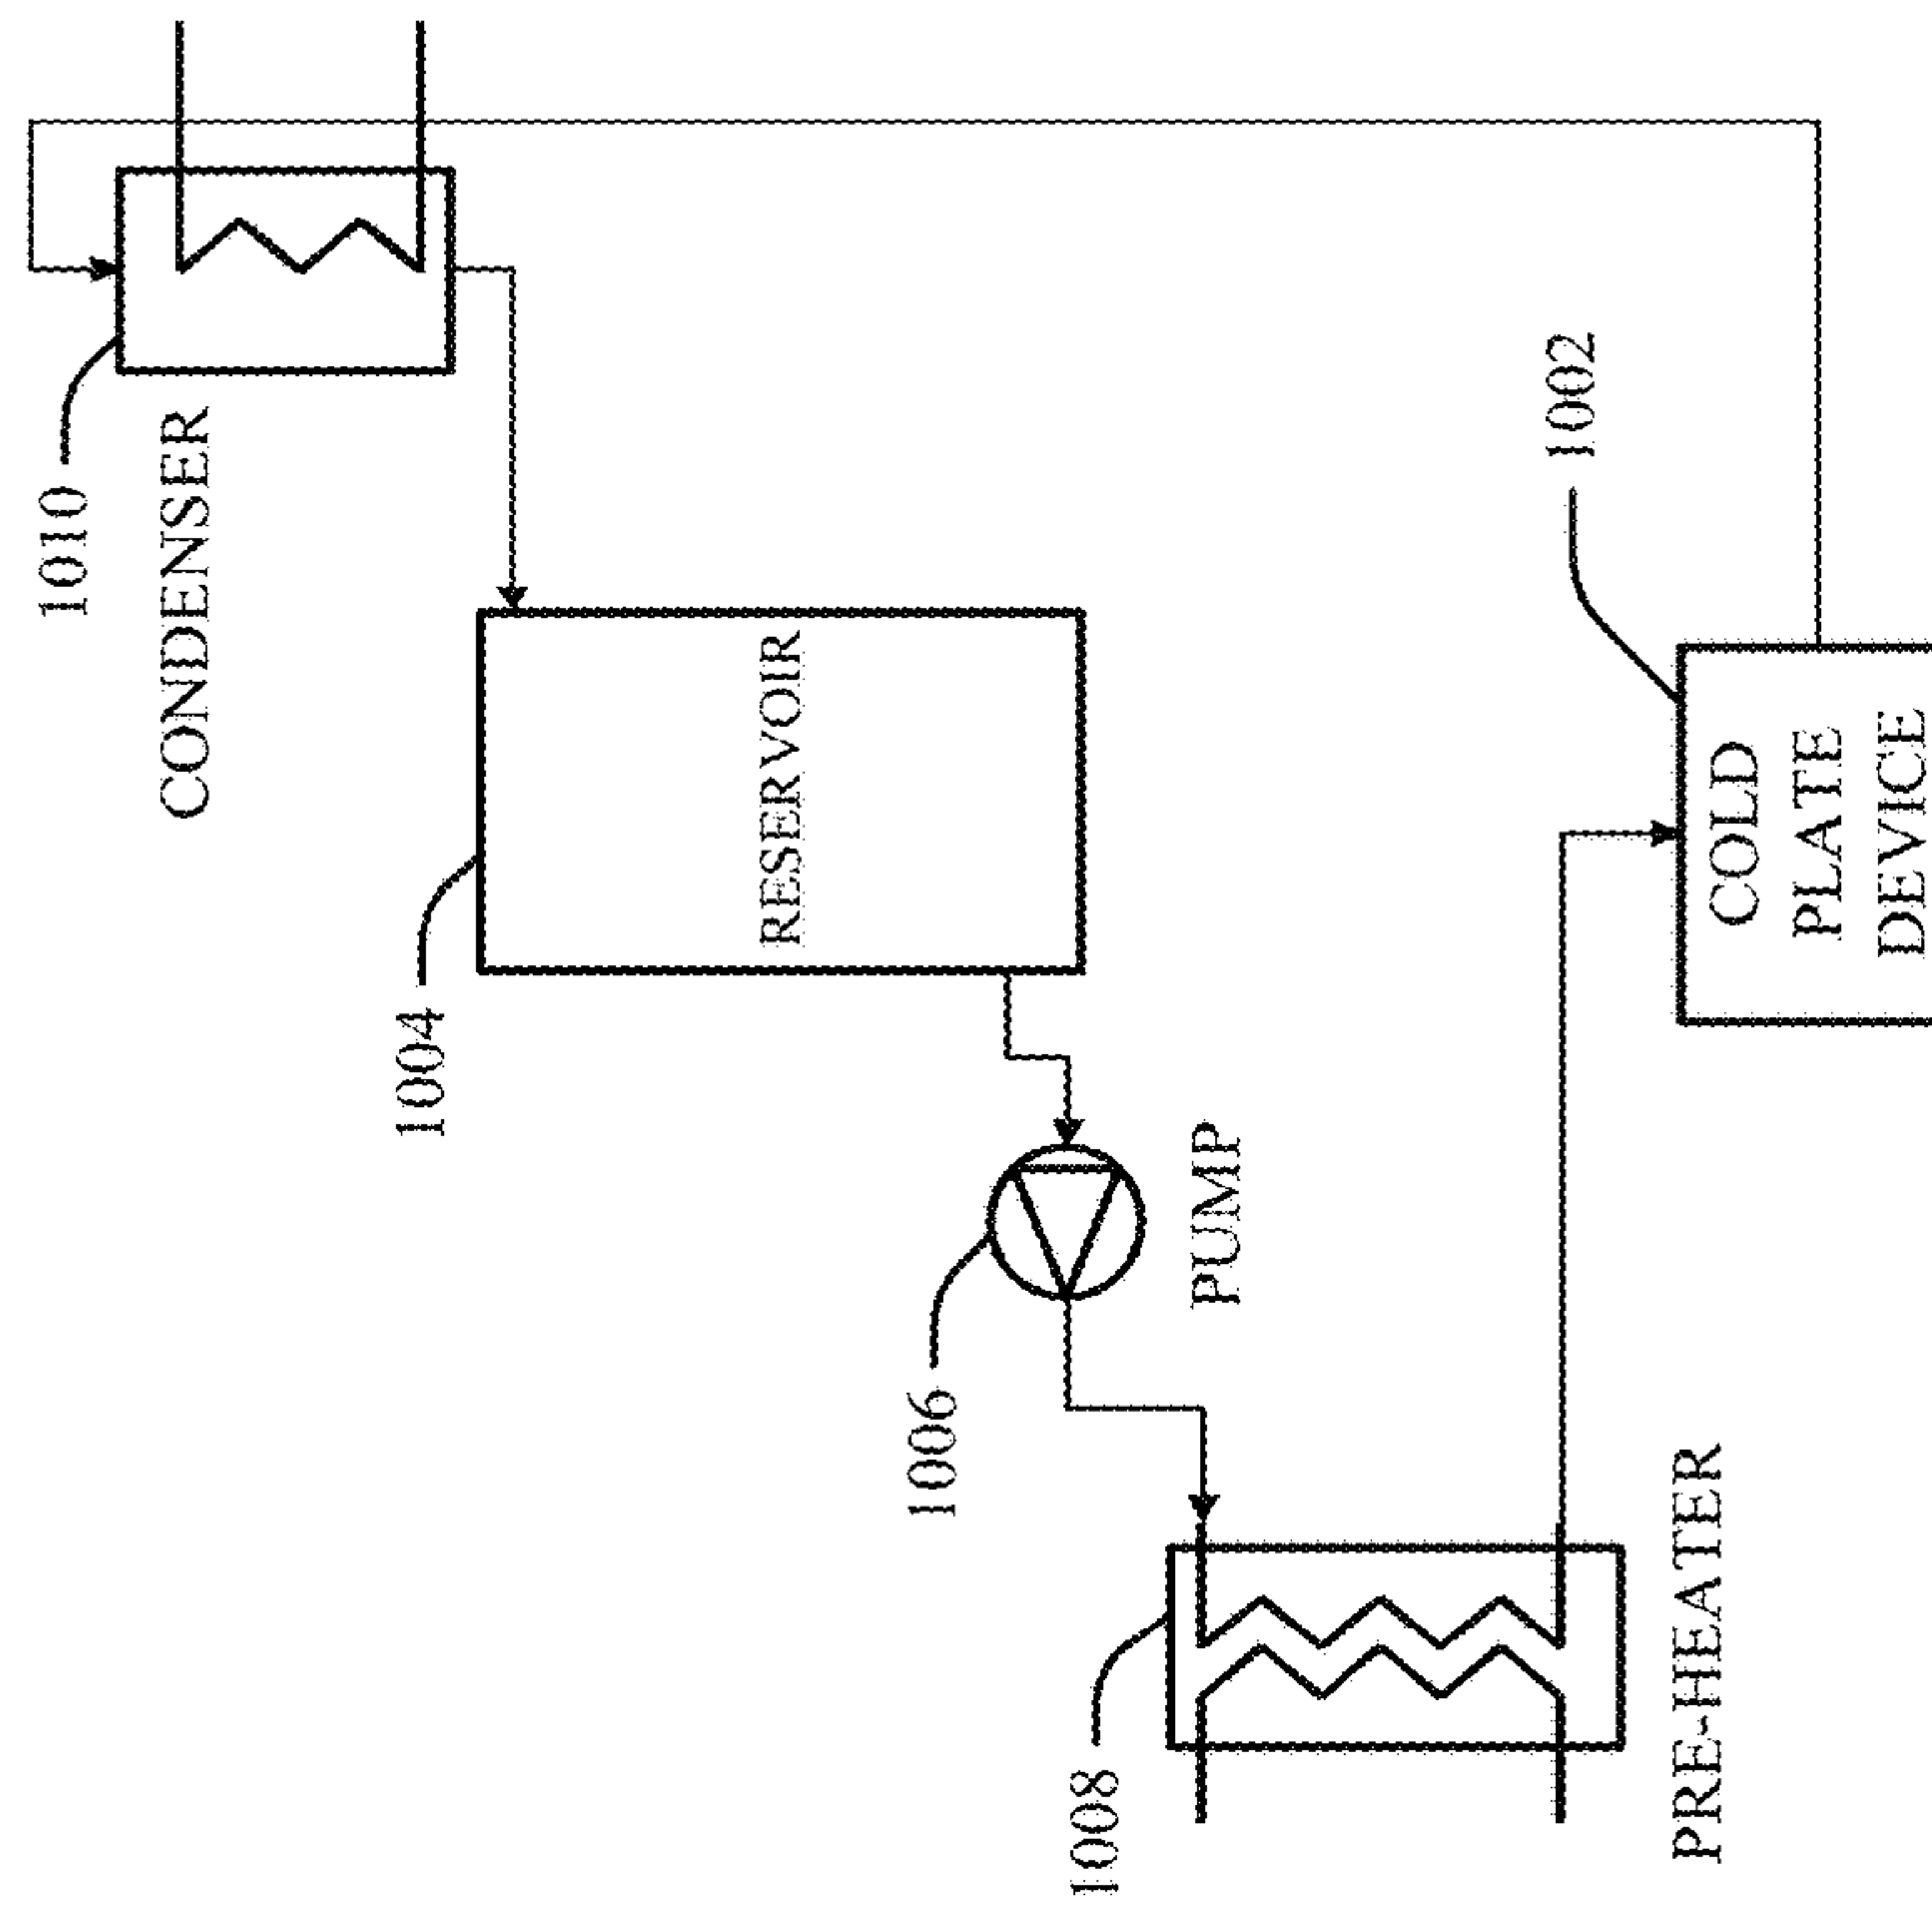 1010
CONDENSER
1004
RESERVOIR
1006
PUMP
1008
PRE-HEATER
1002
COLD
PLATE
DEVICE